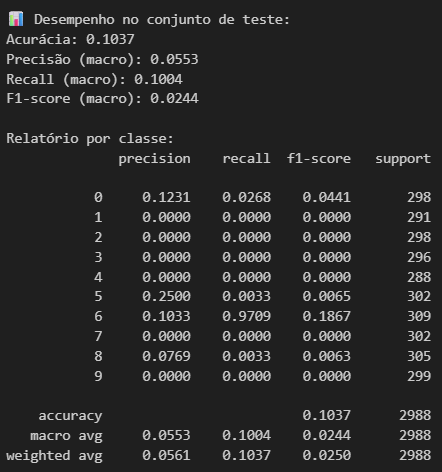 📊 Desempenho no conjunto de teste:
Acurácia: 0.1037
Precisão (macro): 0.0553
Recall (macro): 0.1004
F1-score (macro): 0.0244
Relatório por classe:
precision recall f1-score support
0 0.1231 0.0268 0.0441 298
1 0.0000 0.0000 0.0000 291
2 0.0000 0.0000 0.0000 298
3 0.0000 0.0000 0.0000 296
4 0.0000 0.0000 0.0000 288
5 0.2500 0.0033 0.0065 302
6 0.1033 0.9709 0.1867 309
7 0.0000 0.0000 0.0000 302
8 0.0769 0.0033 0.0063 305
9 0.0000 0.0000 0.0000 299
accuracy 0.1037 2988
macro avg 0.0553 0.1004 0.0244 2988
weighted avg 0.0561 0.1037 0.0250 2988